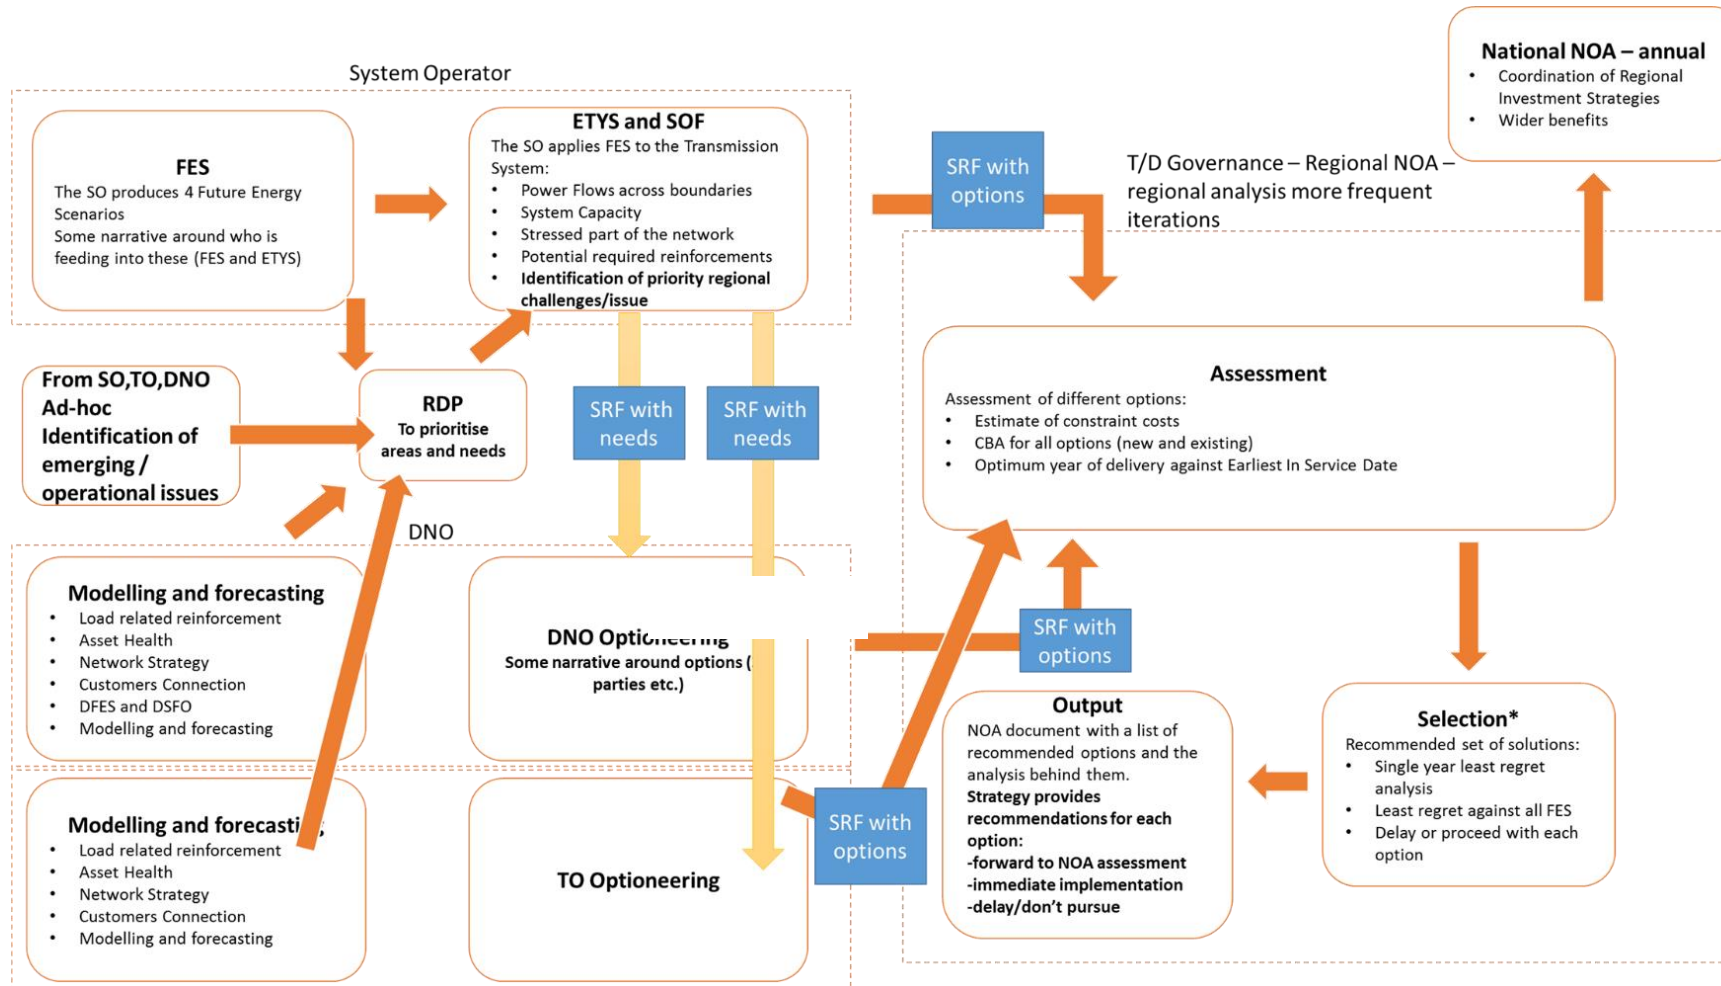 System Operator
FES
The SO produces 4 Future Energy
Scenarios
Some narrative around who is
feeding into these (FES and ETYS)
ETYS and SOF
The SO applies FES to the Transmission
System:
• Power Flows across boundaries
• System Capacity
• Stressed part of the network
• Potential required reinforcements
• Identification of priority regional
challenges/issue
SRF with
options
T/D Governance – Regional NOA –
regional analysis more frequent
iterations
National NOA – annual
• Coordination of Regional
Investment Strategies
• Wider benefits
From SO,TO,DNO
Ad-hoc
Identification of
emerging /
operational issues
RDP
To prioritise
areas and needs
SRF with
needs
SRF with
needs
Assessment
Assessment of different options:
• Estimate of constraint costs
• CBA for all options (new and existing)
• Optimum year of delivery against Earliest In Service Date
DNO
Modelling and forecasting
• Load related reinforcement
• Asset Health
• Network Strategy
• Customers Connection
• DFES and DSFO
• Modelling and forecasting
DNO Optioneering
Some narrative around options (
parties etc.)
SRF with
options
Modelling and forecasting
• Load related reinforcement
• Asset Health
• Network Strategy
• Customers Connection
• Modelling and forecasting
TO Optioneering
SRF with
options
Output
NOA document with a list of
recommended options and the
analysis behind them.
Strategy provides
recommendations for each
option:
-forward to NOA assessment
-immediate implementation
-delay/don’t pursue
Selection*
Recommended set of solutions:
• Single year least regret
analysis
• Least regret against all FES
• Delay or proceed with each
option